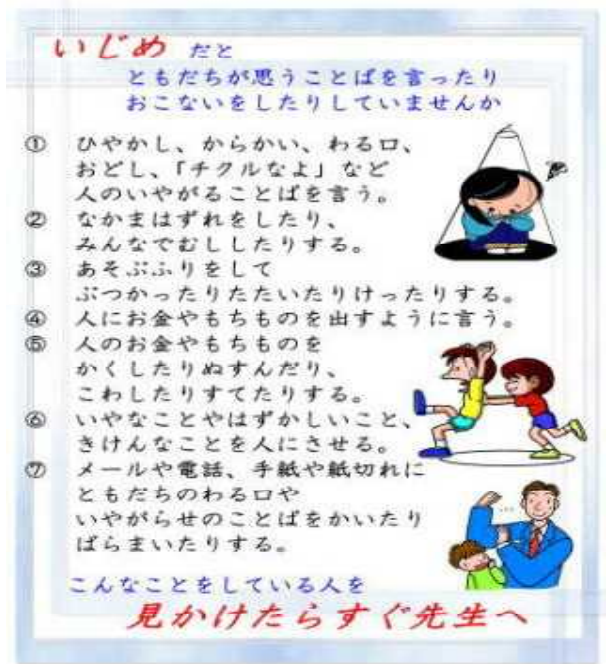 いじめ だと
ともだちが思うことばを言ったり
おこないをしたりしていませんか
① ひやかし、からかい、わる口、
おどし、「チクルなよ」など
人のいやがることばを言う。
② なかまはずれをしたり、
みんなでむししたりする。
③ あそぶふりをして
ぶつかったりたたいたりけったりする。
④ 人にお金やもちものを出すように言う。
⑤ 人のお金やもちものを
かくしたりぬすんだり、
こわしたりすてたりする。
⑥ いやなことやはずかしいこと、
きけんなことを人にさせる。
⑦ メールや電話、手紙や紙切れに
ともだちのわる口や
いやがらせのことばをかいたり
ばらまいたりする。
こんなことをしている人を
見かけたらすぐ先生へ